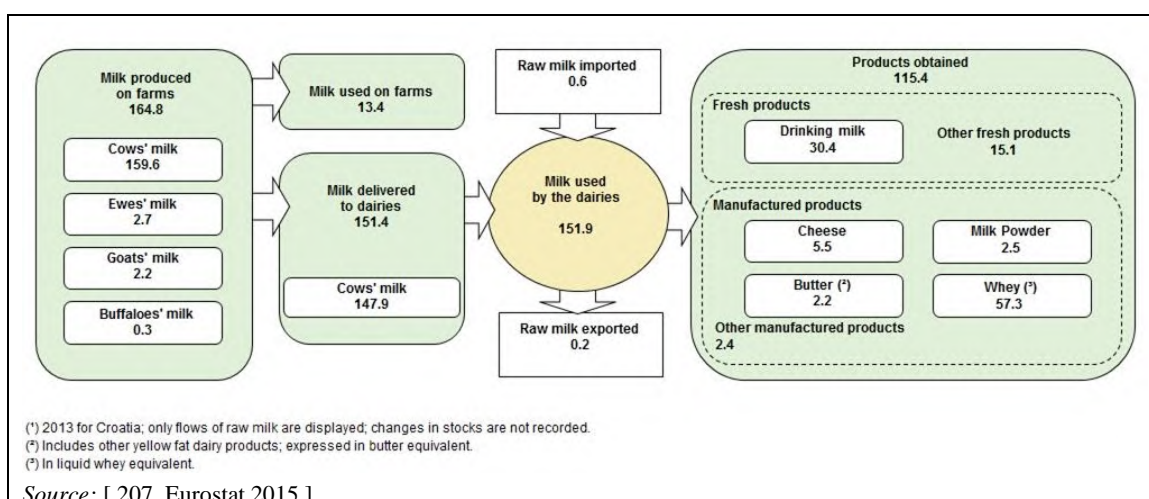 Milk produced
on farms
164.8
Cows' milk
159.6
Ewes' milk
2.7
Goats' milk
2.2
Buffaloes' milk
0.3
Milk used on farms
13.4
Milk delivered
to dairies
151.4
Cows' milk
147.9
Raw milk imported
0.6
Milk used
by the dairies
151.9
Raw milk exported
0.2
Products obtained
115.4
Fresh products
Drinking milk
30.4
Other fresh products
15.1
Manufactured products
Cheese
5.5
Milk Powder
2.5
Butter (²)
2.2
Whey (³)
57.3
Other manufactured products
2.4
(¹) 2013 for Croatia; only flows of raw milk are displayed; changes in stocks are not recorded.
(²) Includes other yellow fat dairy products; expressed in butter equivalent.
(³) In liquid whey equivalent.
Source: [ 207, Eurostat 2015 ]